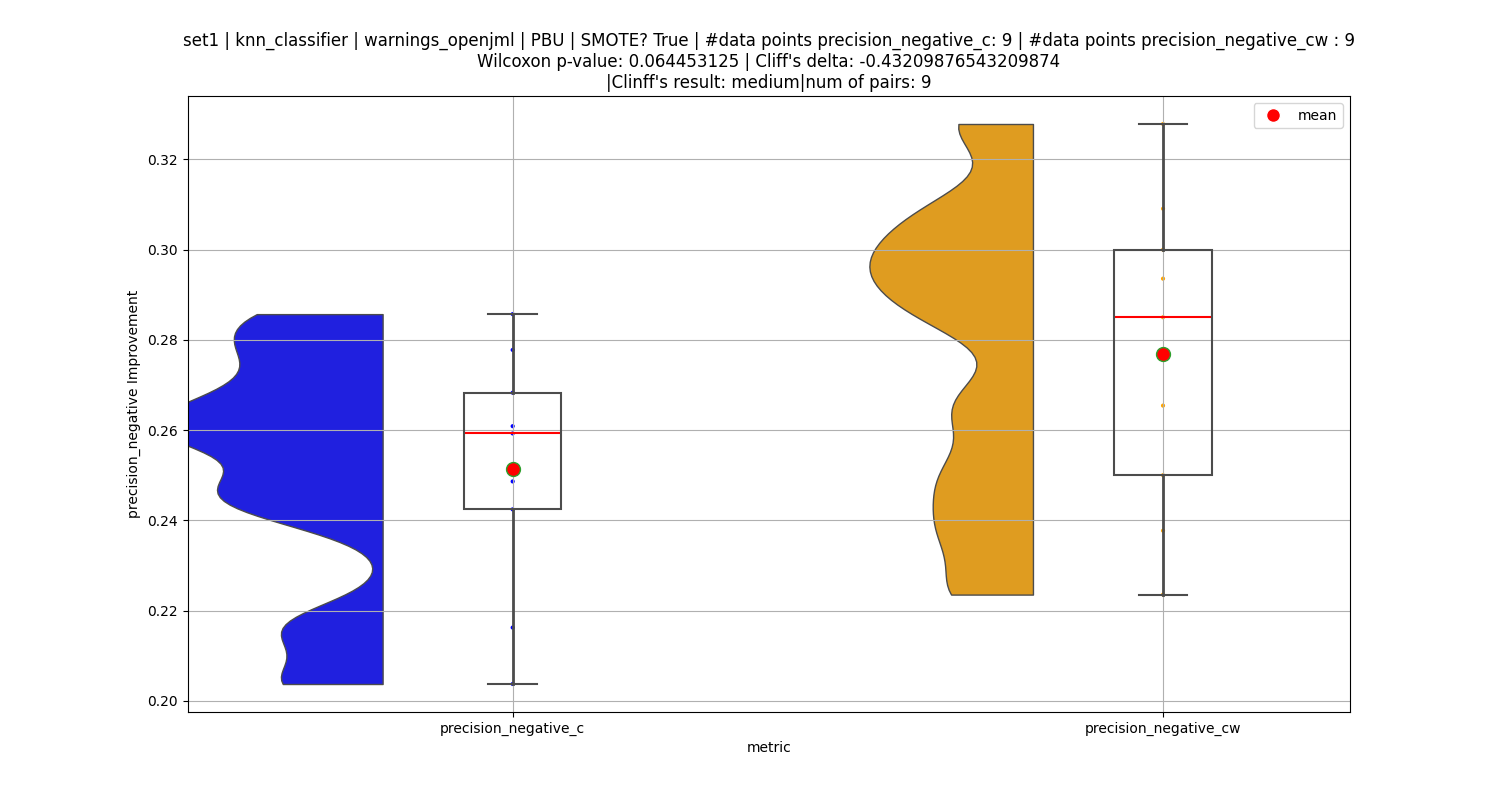 set1 | knn_classifier | warnings_openjml | PBU | SMOTE? True | #data points precision_negative_c: 9 | #data points precision_negative_cw : 9
Wilcoxon p-value: 0.064453125 | Cliff's delta: -0.43209876543209874
|Clinff's result: medium|num of pairs: 9
mean
0.32
0.30
0.28
0.26
0.24
0.22
0.20
precision_negative Improvement
precision_negative_c
precision_negative_cw
metric